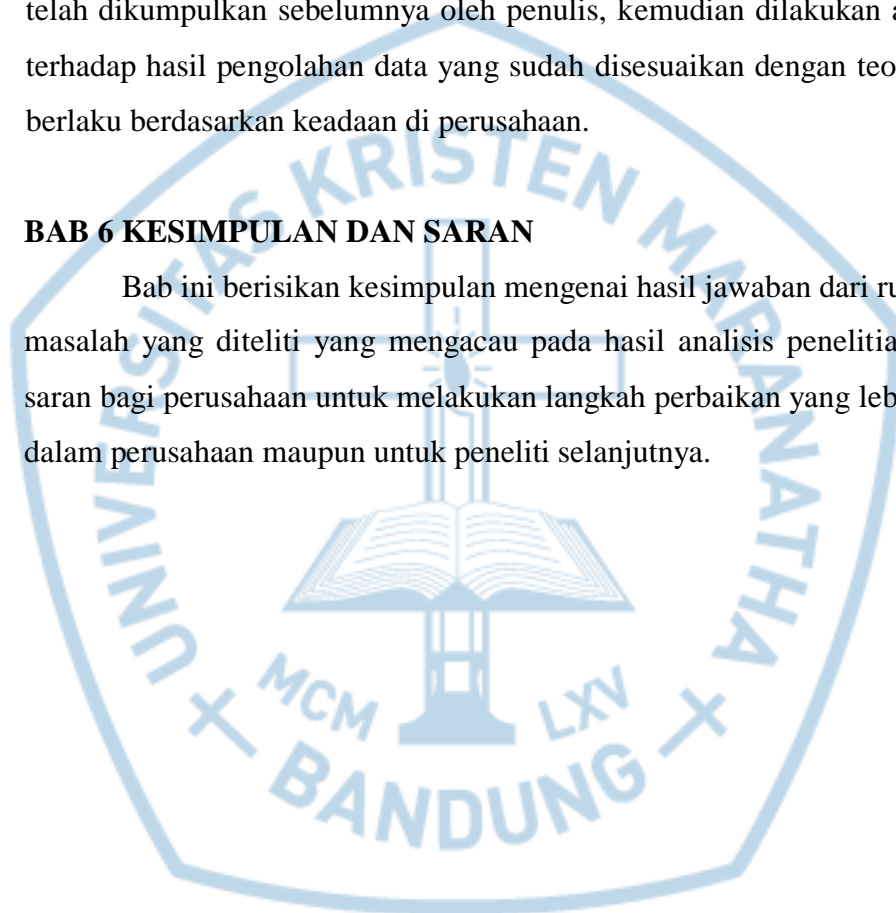 telah dikumpulkan sebelumnya oleh penulis, kemudian dilakukan
terhadap hasil pengolahan data yang sudah disesuaikan dengan
berlaku berdasarkan keadaan di perusahaan.
BAB 6 KESIMPULAN DAN SARAN
Bab ini berisikan kesimpulan mengenai hasil jawaban dari
masalah yang diteliti yang mengacau pada hasil analisis
saran bagi perusahaan untuk melakukan langkah perbaikan yang
dalam perusahaan maupun untuk peneliti selanjutnya.
UNIVERSITAS KRISTEN MARANATHA
MCM LXV
BANDUNG